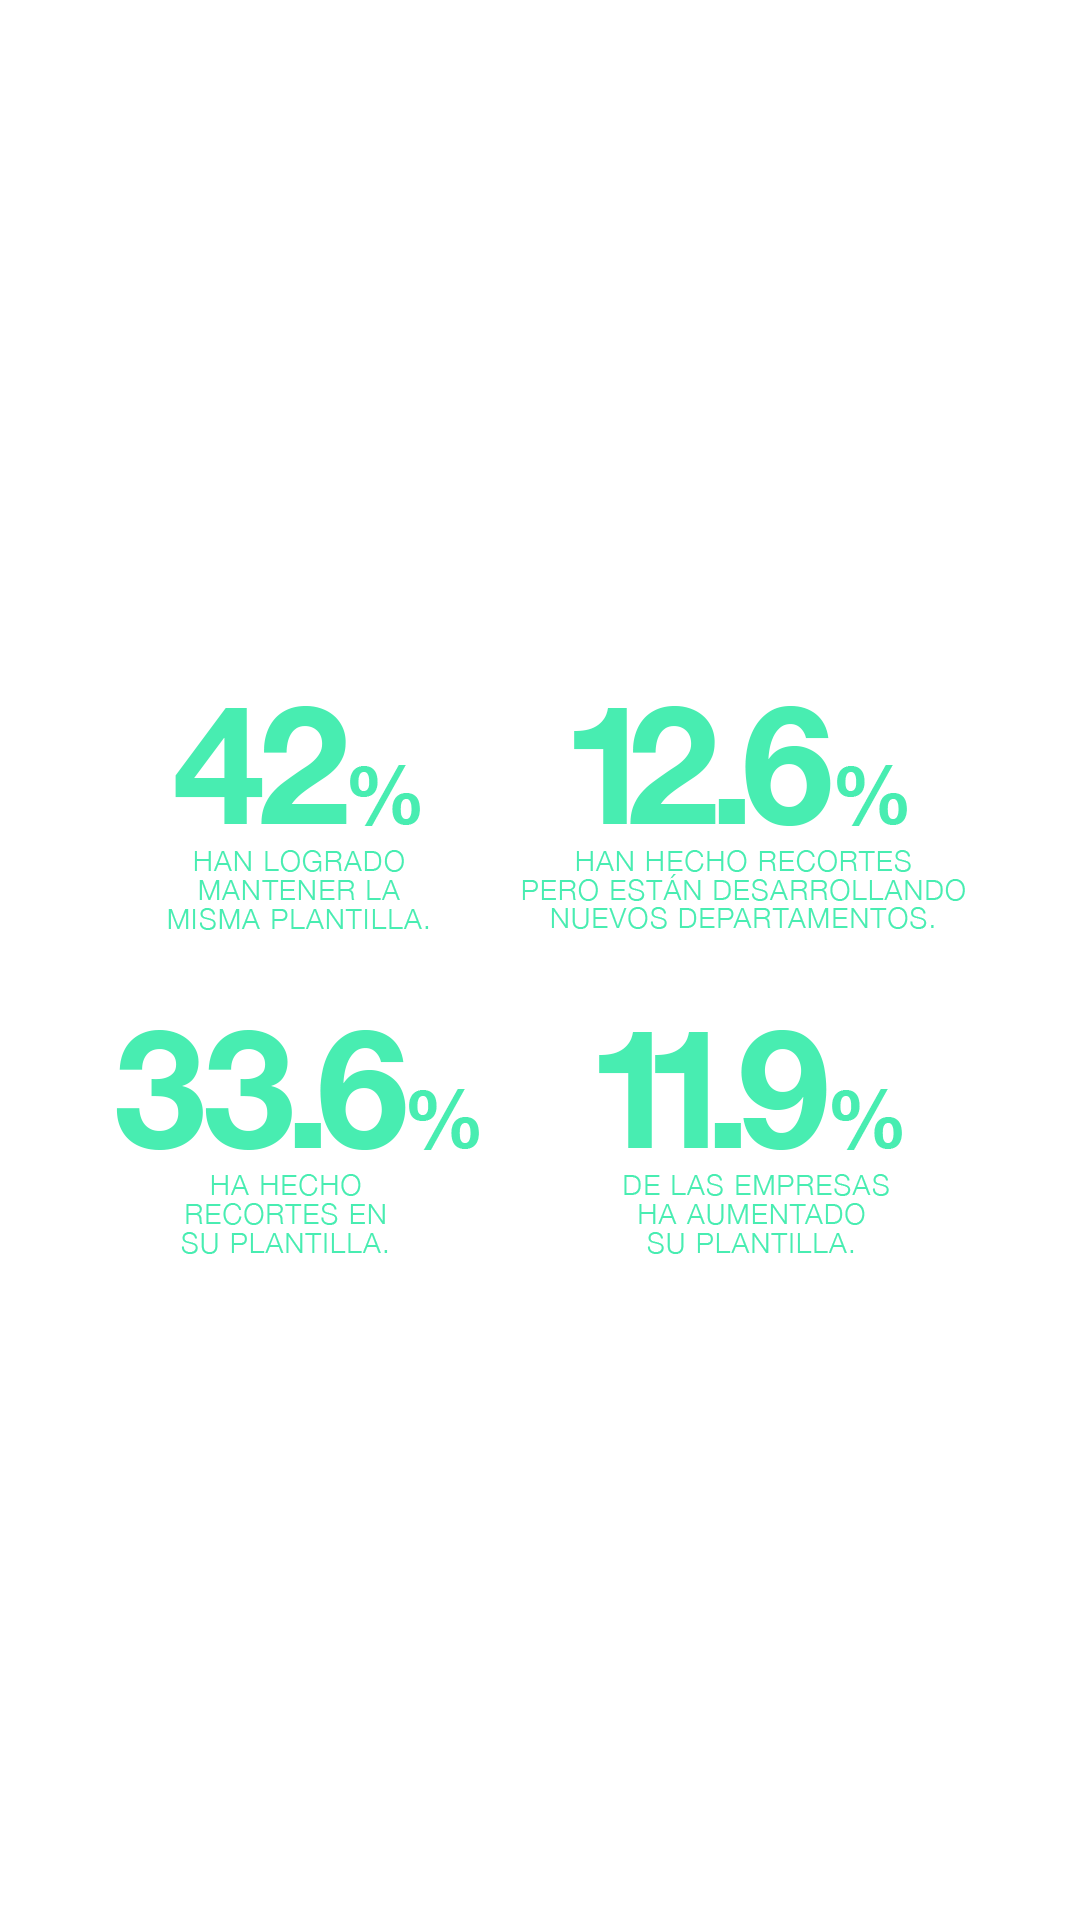 42%
HAN LOGRADO
MANTENER LA
MISMA PLANTILLA.
12.6%
HAN HECHO RECORTES
PERO ESTÁN DESARROLLANDO
NUEVOS DEPARTAMENTOS.
33.6%
HA HECHO
RECORTES EN
SU PLANTILLA.
11.9%
DE LAS EMPRESAS
HA AUMENTADO
SU PLANTILLA.